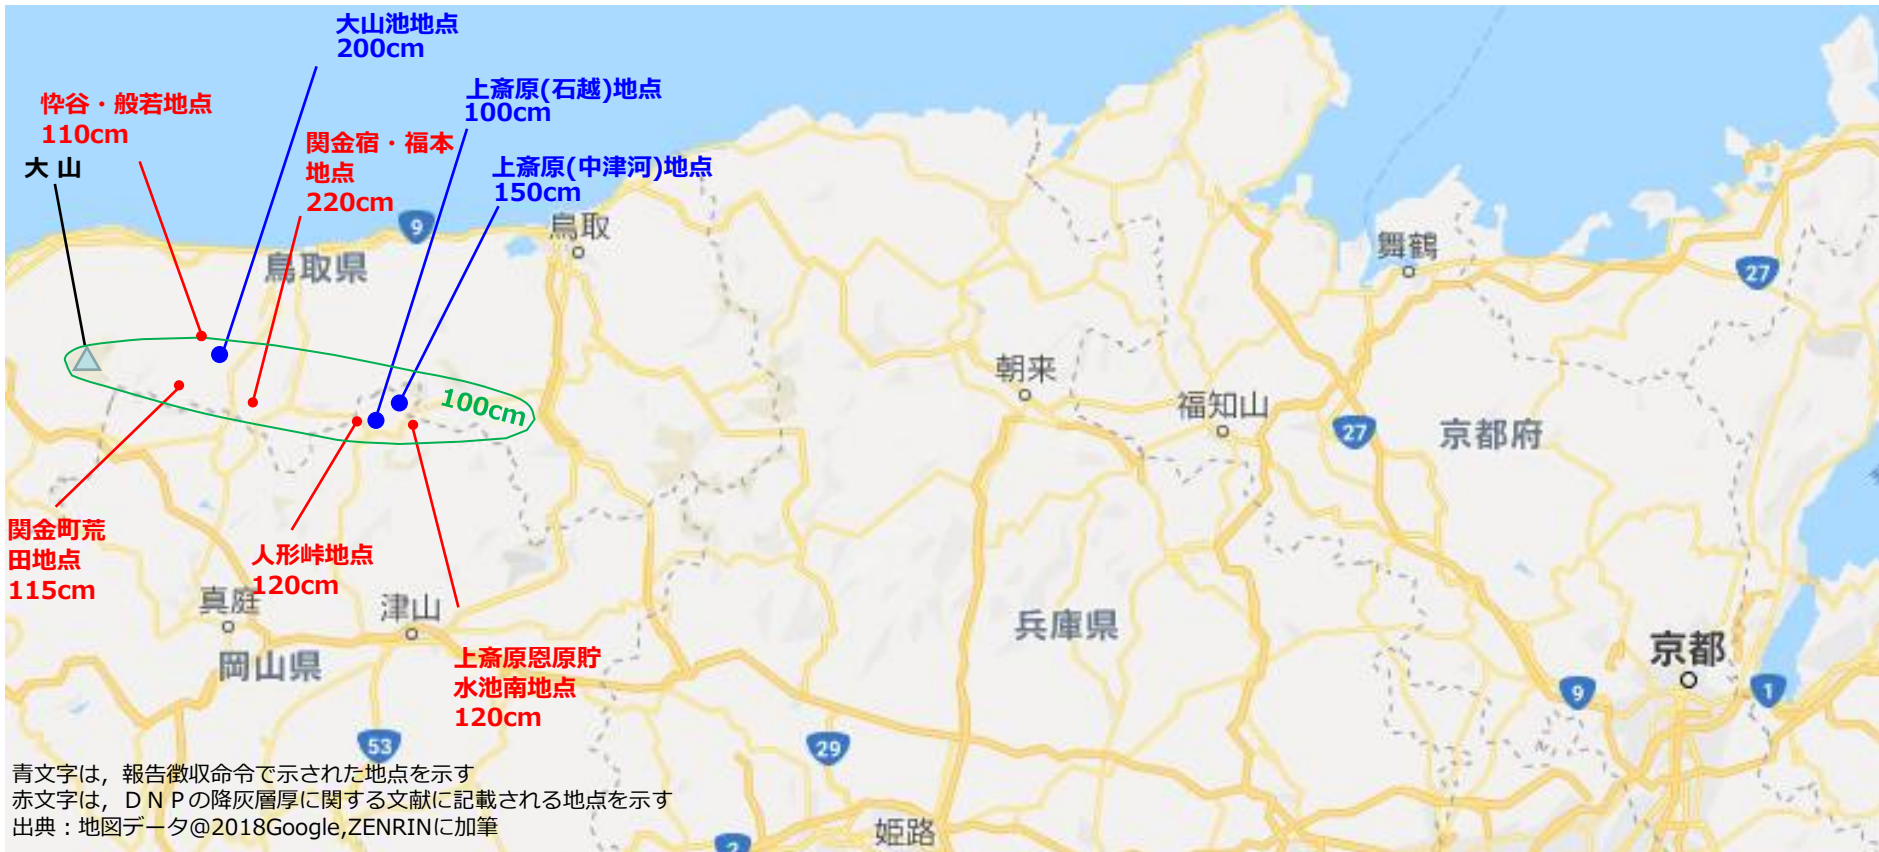 大山池地点
200cm
上斎原(石越)地点
100cm
忰谷・般若地点
110cm
関金宿・福本
地点
220cm
大 山
上斎原(中津河)地点
150cm
9
鳥取
鳥取県
舞鶴
27
朝来
福知山
100cm
27
京都府
関金町荒
田地点
115cm
人形峠地点
120cm
真庭
津山
兵庫県
岡山県
上斎原恩原貯
水池南地点
120cm
京都
9
1
53
29
青文字は，報告徴収命令で示された地点を示す
赤文字は，ＤＮＰの降灰層厚に関する文献に記載される地点を示す
出典：地図データ@2018Google,ZENRINに加筆
姫路
2